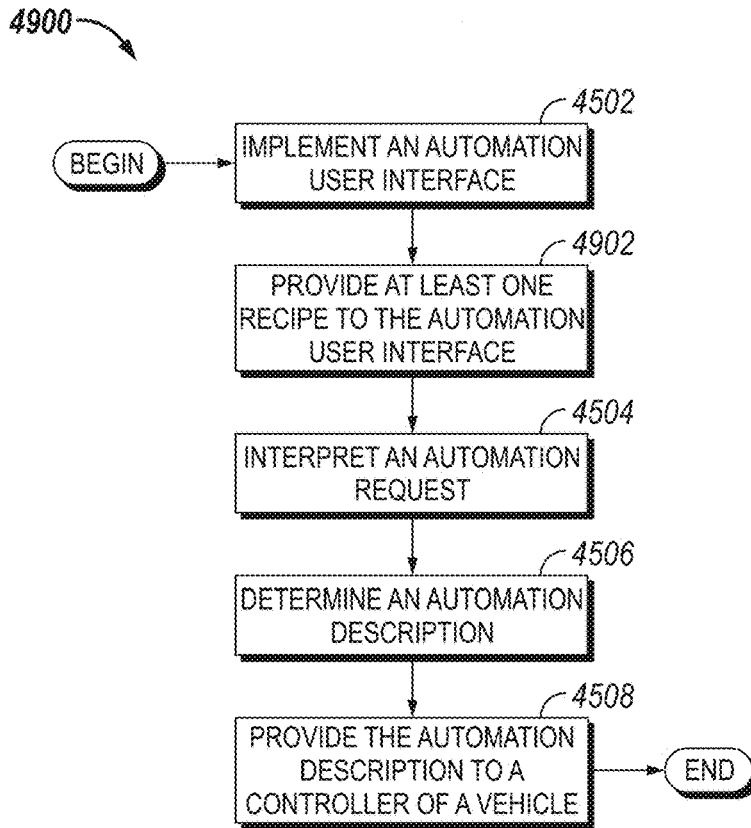 4900
4502
BEGIN
IMPLEMENT AN AUTOMATION
USER INTERFACE
4902
PROVIDE AT LEAST ONE
RECIPE TO THE AUTOMATION
USER INTERFACE
4504
INTERPRET AN AUTOMATION
REQUEST
4506
DETERMINE AN AUTOMATION
DESCRIPTION
4508
PROVIDE THE AUTOMATION
DESCRIPTION TO A
CONTROLLER OF A VEHICLE
END